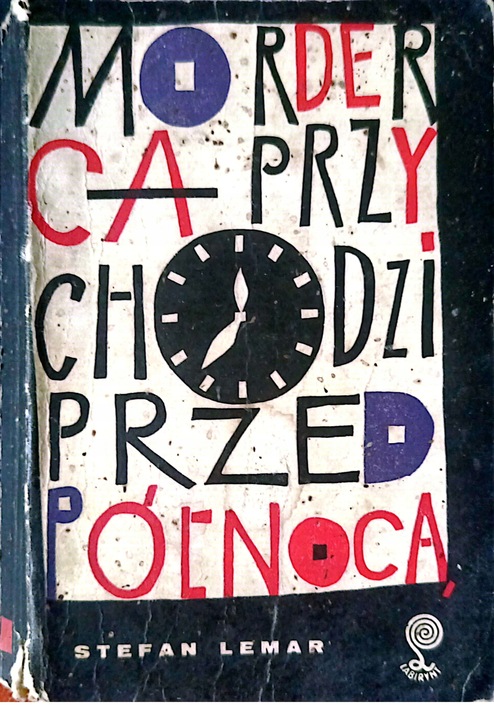 MORDER
CA PRZY
CHODZI
PRZED
PÓŁNOCĄ
STEFAN LEMAR
LABIRYNT